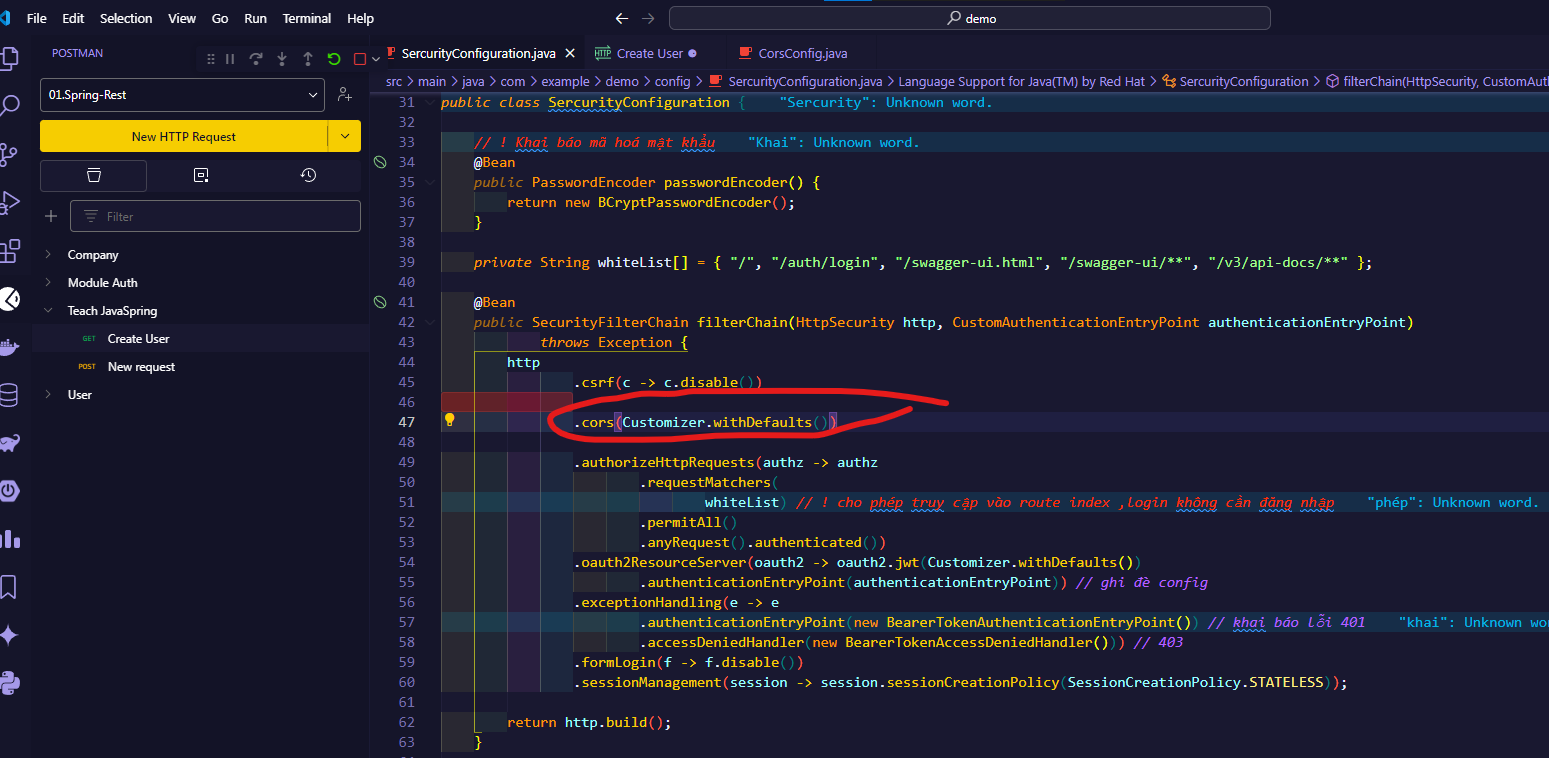 File Edit Selection View Go Run Terminal Help
demo
POSTMAN
SercurityConfiguration.java
Create User
CorsConfig.java
src > main > java > com > example > demo > config > SercurityConfiguration.java > Language Support for Java(TM) by Red Hat > SercurityConfiguration > filterChain(HttpSecurity, CustomAuth
01.Spring-Rest
New HTTP Request
Filter
Company
Module Auth
Teach JavaSpring
GET Create User
POST New request
User
31 public class SercurityConfiguration { "Sercurity": Unknown word.
32
33 // ! Khai báo mã hoá mật khẩu "Khai": Unknown word.
34 @Bean
35 public PasswordEncoder passwordEncoder() {
36 return new BCryptPasswordEncoder();
37 }
38
39 private String whiteList[] = { "/", "/auth/login", "/swagger-ui.html", "/swagger-ui/**", "/v3/api-docs/**" };
40
41 @Bean
42 public SecurityFilterChain filterChain(HttpSecurity http, CustomAuthenticationEntryPoint authenticationEntryPoint)
43 throws Exception {
44 http
45 .csrf(c -> c.disable())
46
47 .cors(Customizer.withDefaults())
48
49 .authorizeHttpRequests(authz -> authz
50 .requestMatchers(
51 whiteList) // ! cho phép truy cập vào route index ,login không cần đăng nhập "phép": Unknown word.
52 .permitAll()
53 .anyRequest().authenticated())
54 .oauth2ResourceServer(oauth2 -> oauth2.jwt(Customizer.withDefaults())
55 .authenticationEntryPoint(authenticationEntryPoint)) // ghi đè config
56 .exceptionHandling(e -> e
57 .authenticationEntryPoint(new BearerTokenAuthenticationEntryPoint()) // khai báo lỗi 401 "khai": Unknown wo
58 .accessDeniedHandler(new BearerTokenAccessDeniedHandler())) // 403
59 .formLogin(f -> f.disable())
60 .sessionManagement(session -> session.sessionCreationPolicy(SessionCreationPolicy.STATELESS));
61
62 return http.build();
63 }